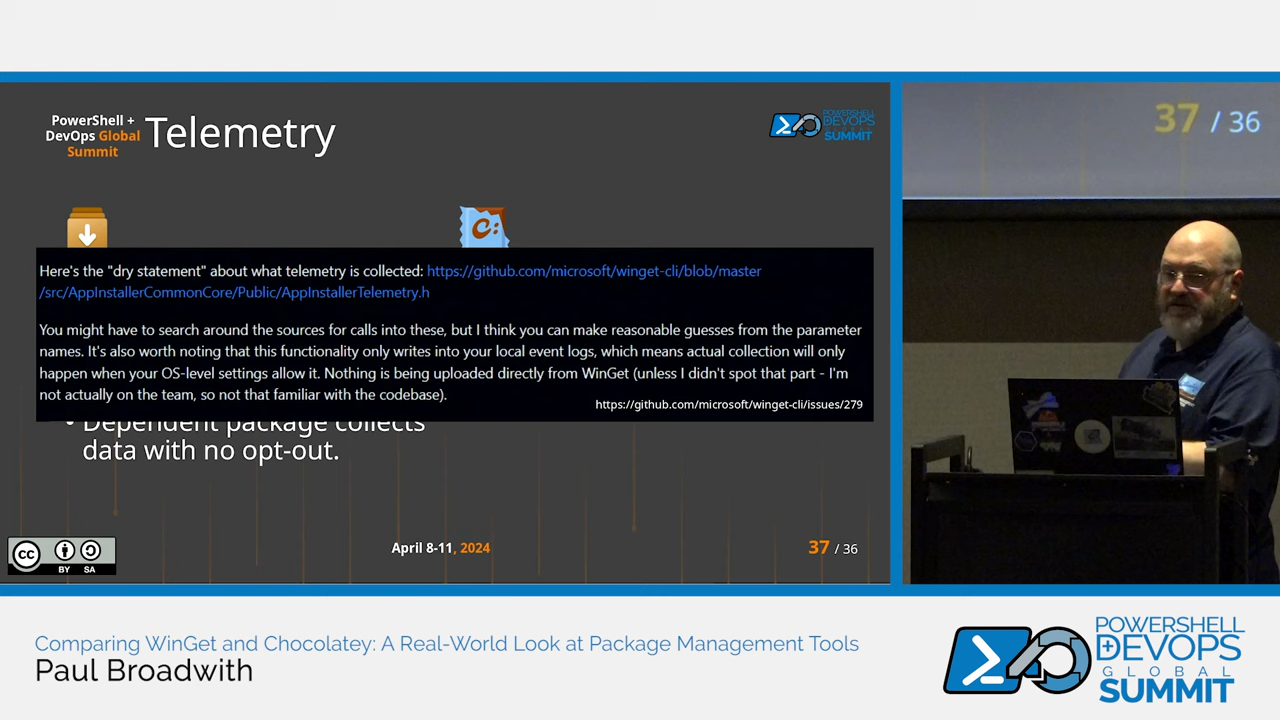 PowerShell +
DevOps Global
Summit
Telemetry
POWERSHELL
DEVOPS
GLOBAL
SUMMIT
37 / 36
C:
Here's the "dry statement" about what telemetry is collected: https://github.com/microsoft/winget-cli/blob/master
/src/AppInstallerCommonCore/Public/AppInstallerTelemetry.h
You might have to search around the sources for calls into these, but I think you can make reasonable guesses from the parameter
names. It's also worth noting that this functionality only writes into your local event logs, which means actual collection will only
happen when your OS-level settings allow it. Nothing is being uploaded directly from WinGet (unless I didn't spot that part - I'm
not actually on the team, so not that familiar with the codebase).
https://github.com/microsoft/winget-cli/issues/279
• Dependent package collects
data with no opt-out.
cc
BY SA
April 8-11, 2024
37 / 36
Comparing WinGet and Chocolatey: A Real-World Look at Package Management Tools
Paul Broadwith
POWERSHELL
DEVOPS
GLOBAL
SUMMIT